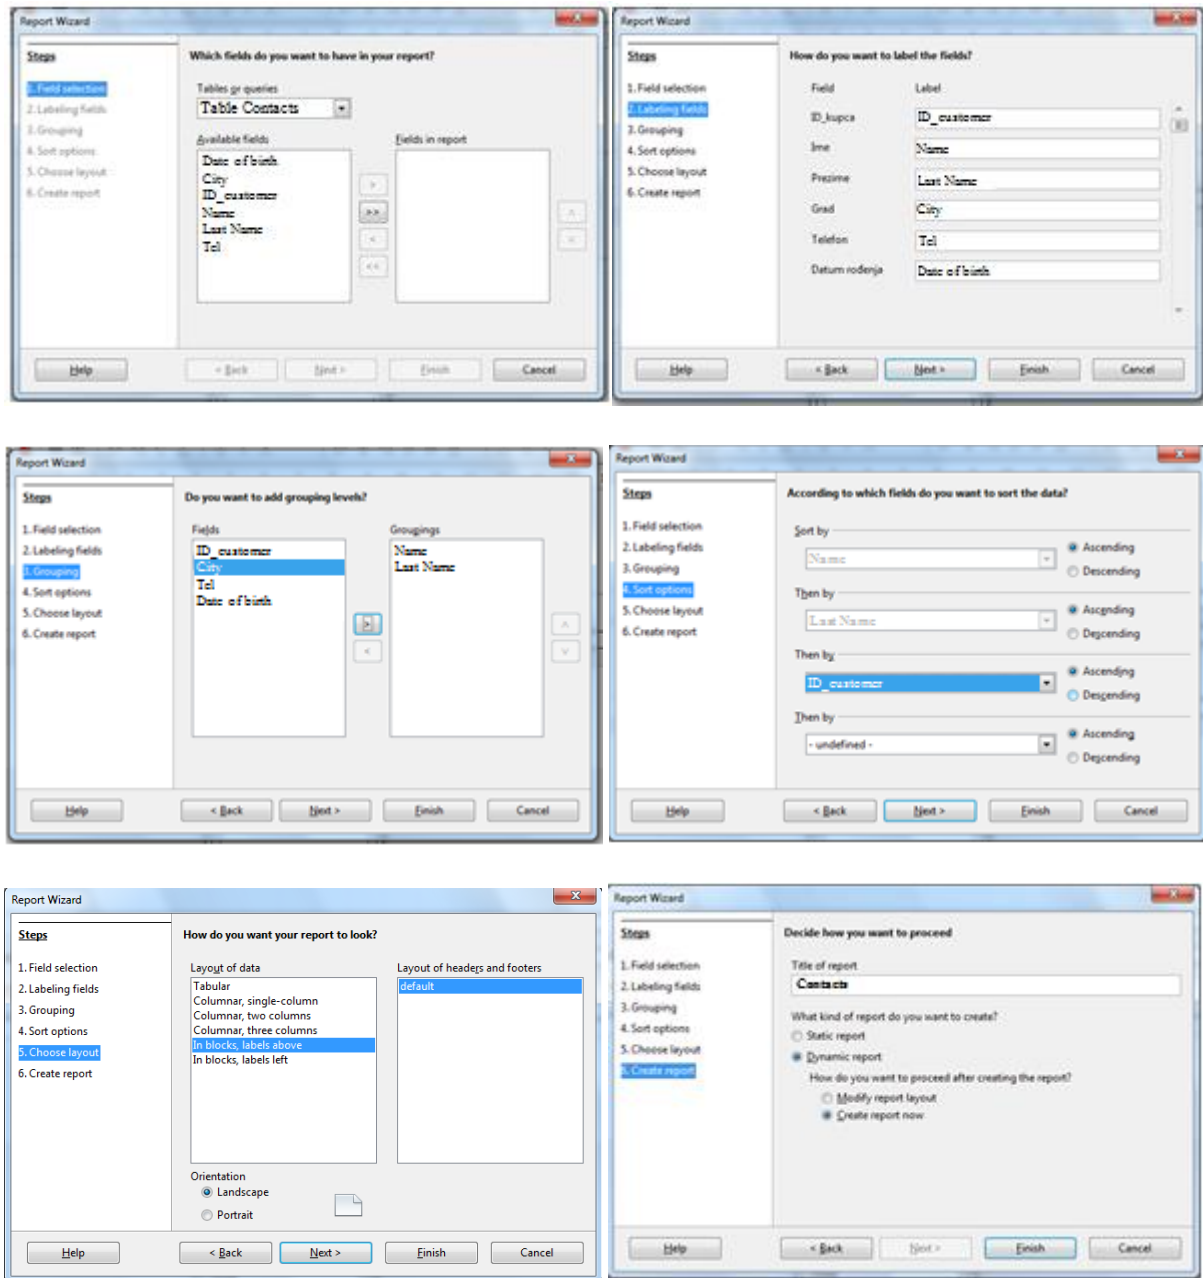 Report Wizard
Steps
1. Field selection
2. Labeling fields
3. Grouping
4. Sort options
5. Choose layout
6. Create report
Which fields do you want to have in your report?
Tables or queries
Table Contacts
Available fields
Fields in report
Date of birth
City
ID_customer
Name
Last Name
Tel
>
>>
<
<<
Help
< Back
Next >
Finish
Cancel
Report Wizard
Steps
1. Field selection
2. Labeling fields
3. Grouping
4. Sort options
5. Choose layout
6. Create report
How do you want to label the fields?
Field Label
ID_kupca ID_customer
Ime Name
Prezime Last Name
Grad City
Telefon Tel
Datum rođenja Date of birth
Help
< Back
Next >
Finish
Cancel
Report Wizard
Steps
1. Field selection
2. Labeling fields
3. Grouping
4. Sort options
5. Choose layout
6. Create report
Do you want to add grouping levels?
Fields
Groupings
ID_customer
City
Tel
Date of birth
Name
Last Name
>
<
Help
< Back
Next >
Finish
Cancel
Report Wizard
Steps
1. Field selection
2. Labeling fields
3. Grouping
4. Sort options
5. Choose layout
6. Create report
According to which fields do you want to sort the data?
Sort by
Name
Ascending
Descending
Then by
Last Name
Ascending
Descending
Then by
ID_customer
Ascending
Descending
Then by
- undefined -
Ascending
Descending
Help
< Back
Next >
Finish
Cancel
Report Wizard
Steps
1. Field selection
2. Labeling fields
3. Grouping
4. Sort options
5. Choose layout
6. Create report
How do you want your report to look?
Layout of data
Layout of headers and footers
Tabular
Columnar, single-column
Columnar, two columns
Columnar, three columns
In blocks, labels above
In blocks, labels left
default
Orientation
Landscape
Portrait
Help
< Back
Next >
Finish
Cancel
Report Wizard
Steps
1. Field selection
2. Labeling fields
3. Grouping
4. Sort options
5. Choose layout
6. Create report
Decide how you want to proceed
Title of report
Contacts
What kind of report do you want to create?
Static report
Dynamic report
How do you want to proceed after creating the report?
Modify report layout
Create report now
Help
< Back
Next >
Finish
Cancel